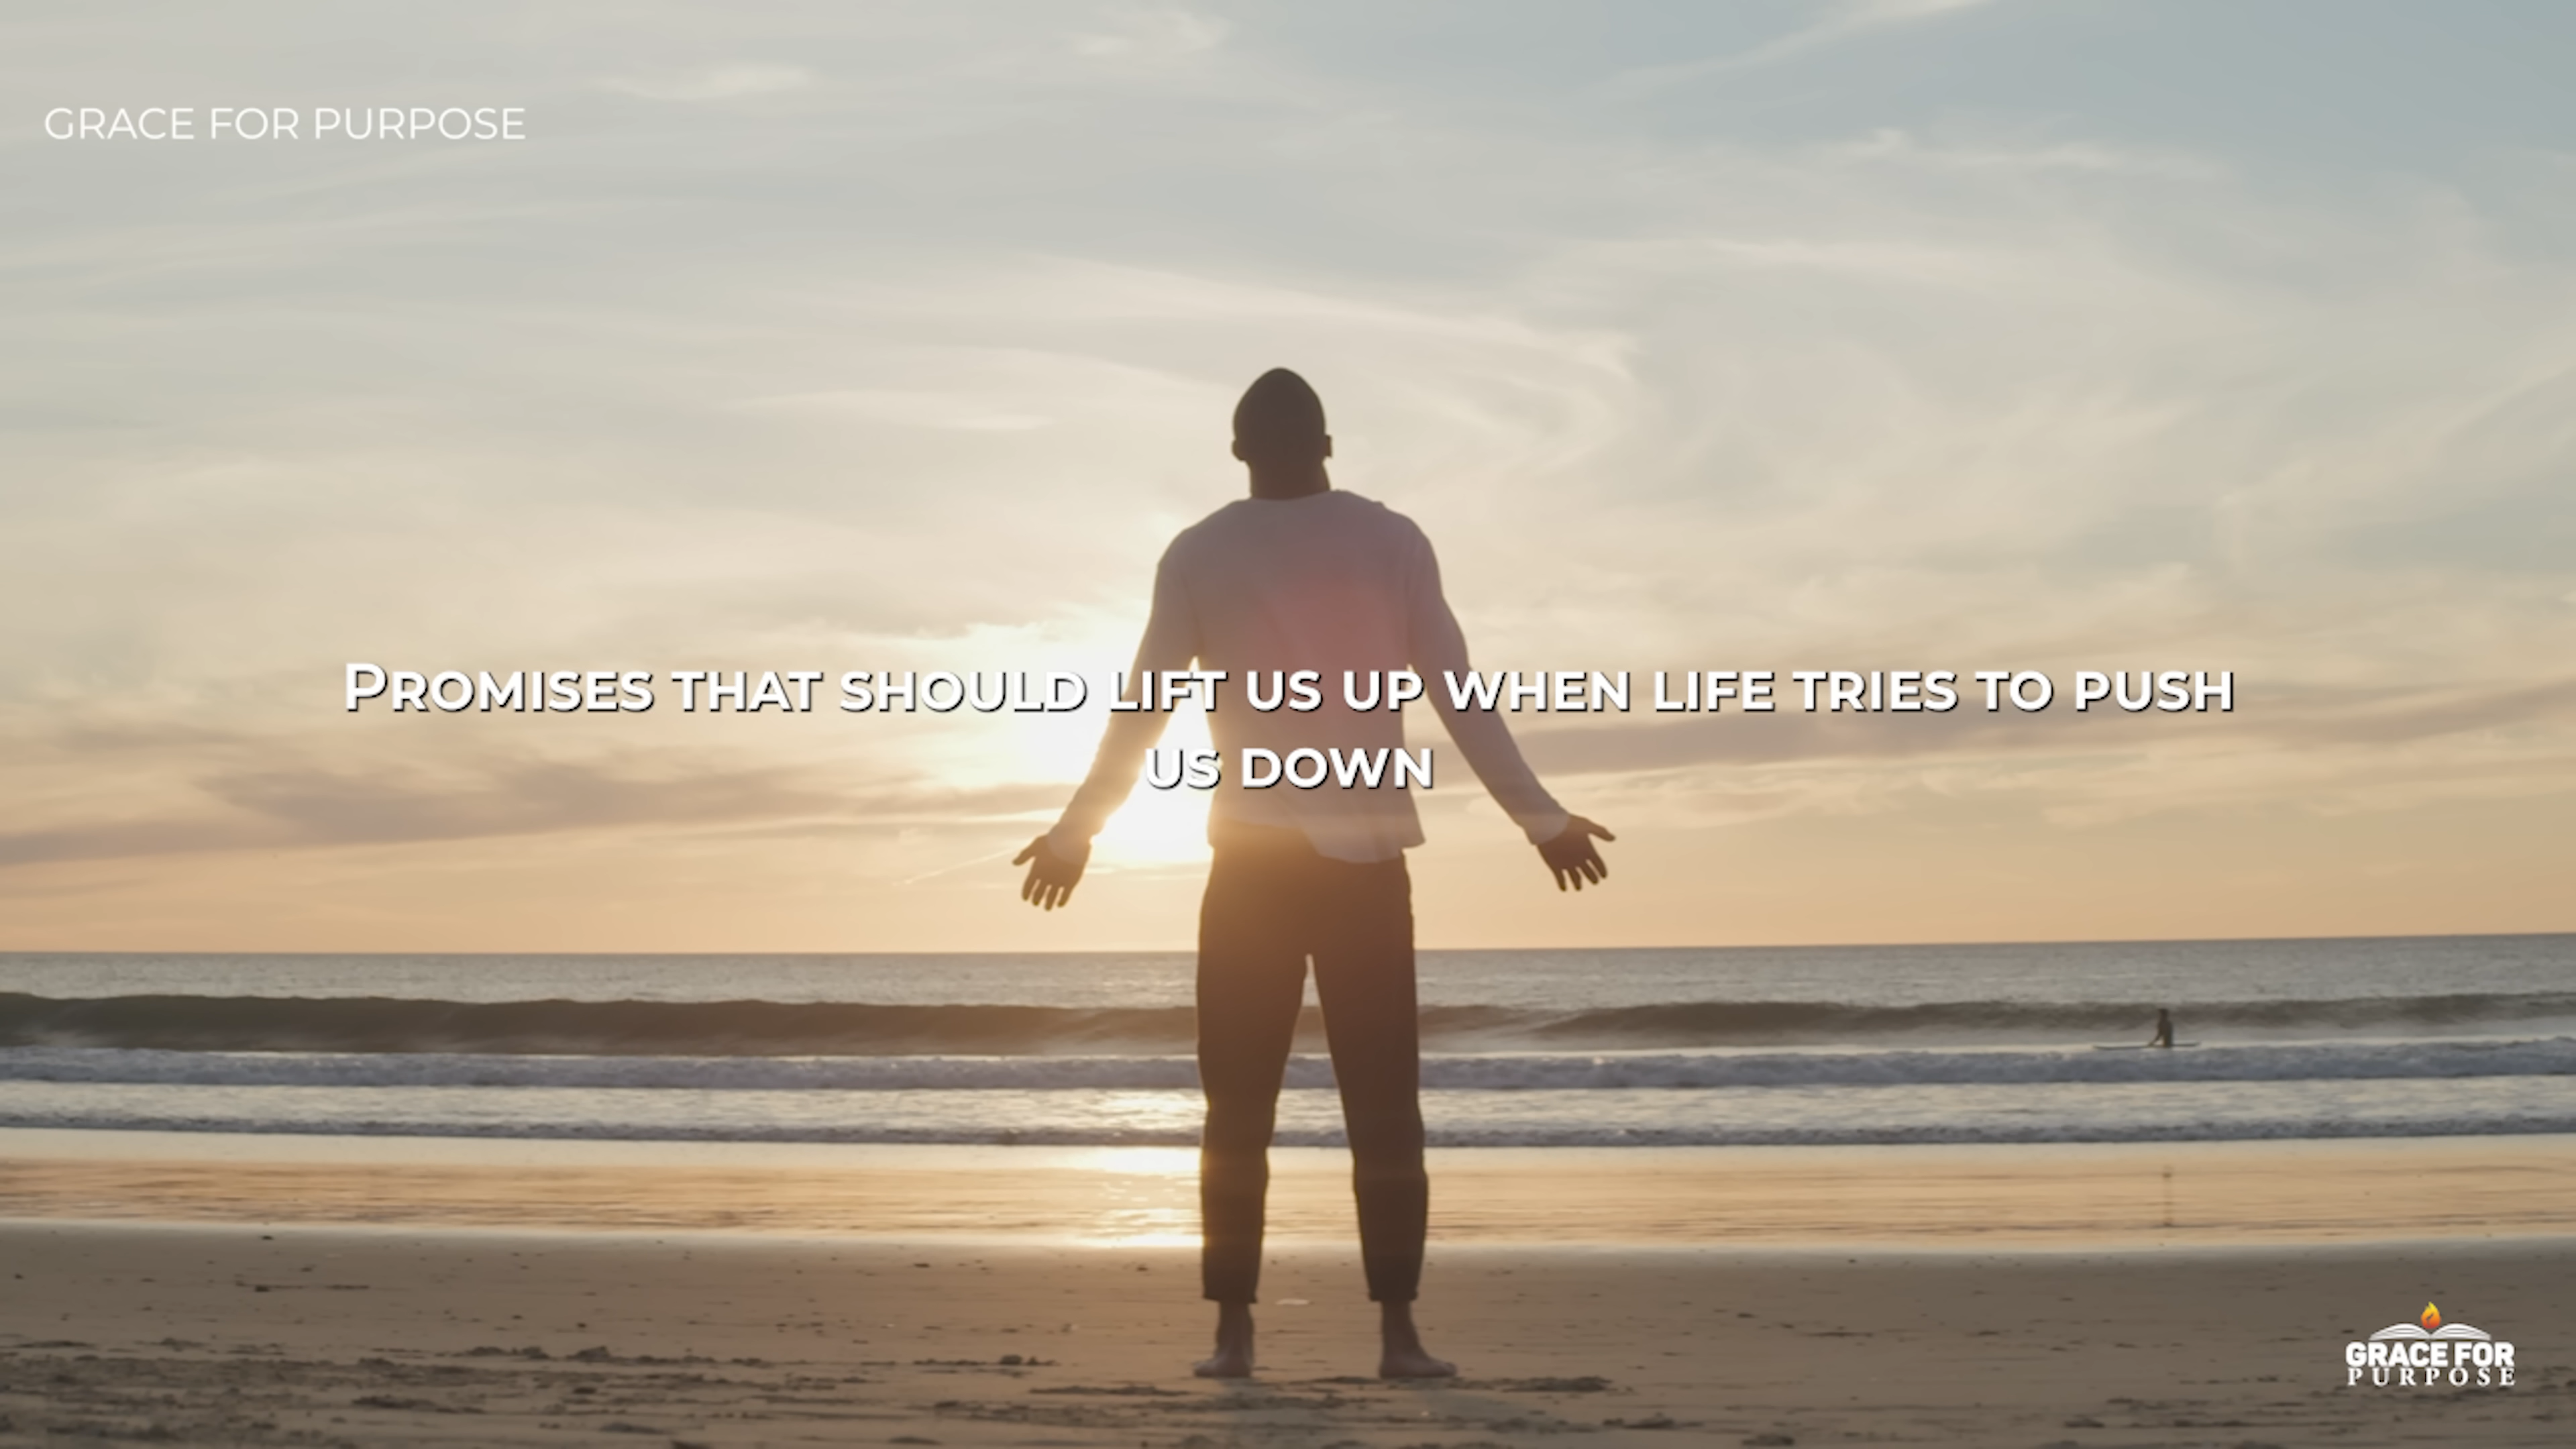 GRACE FOR PURPOSE
Promises that should lift us up when life tries to push
us down
GRACE FOR
PURPOSE